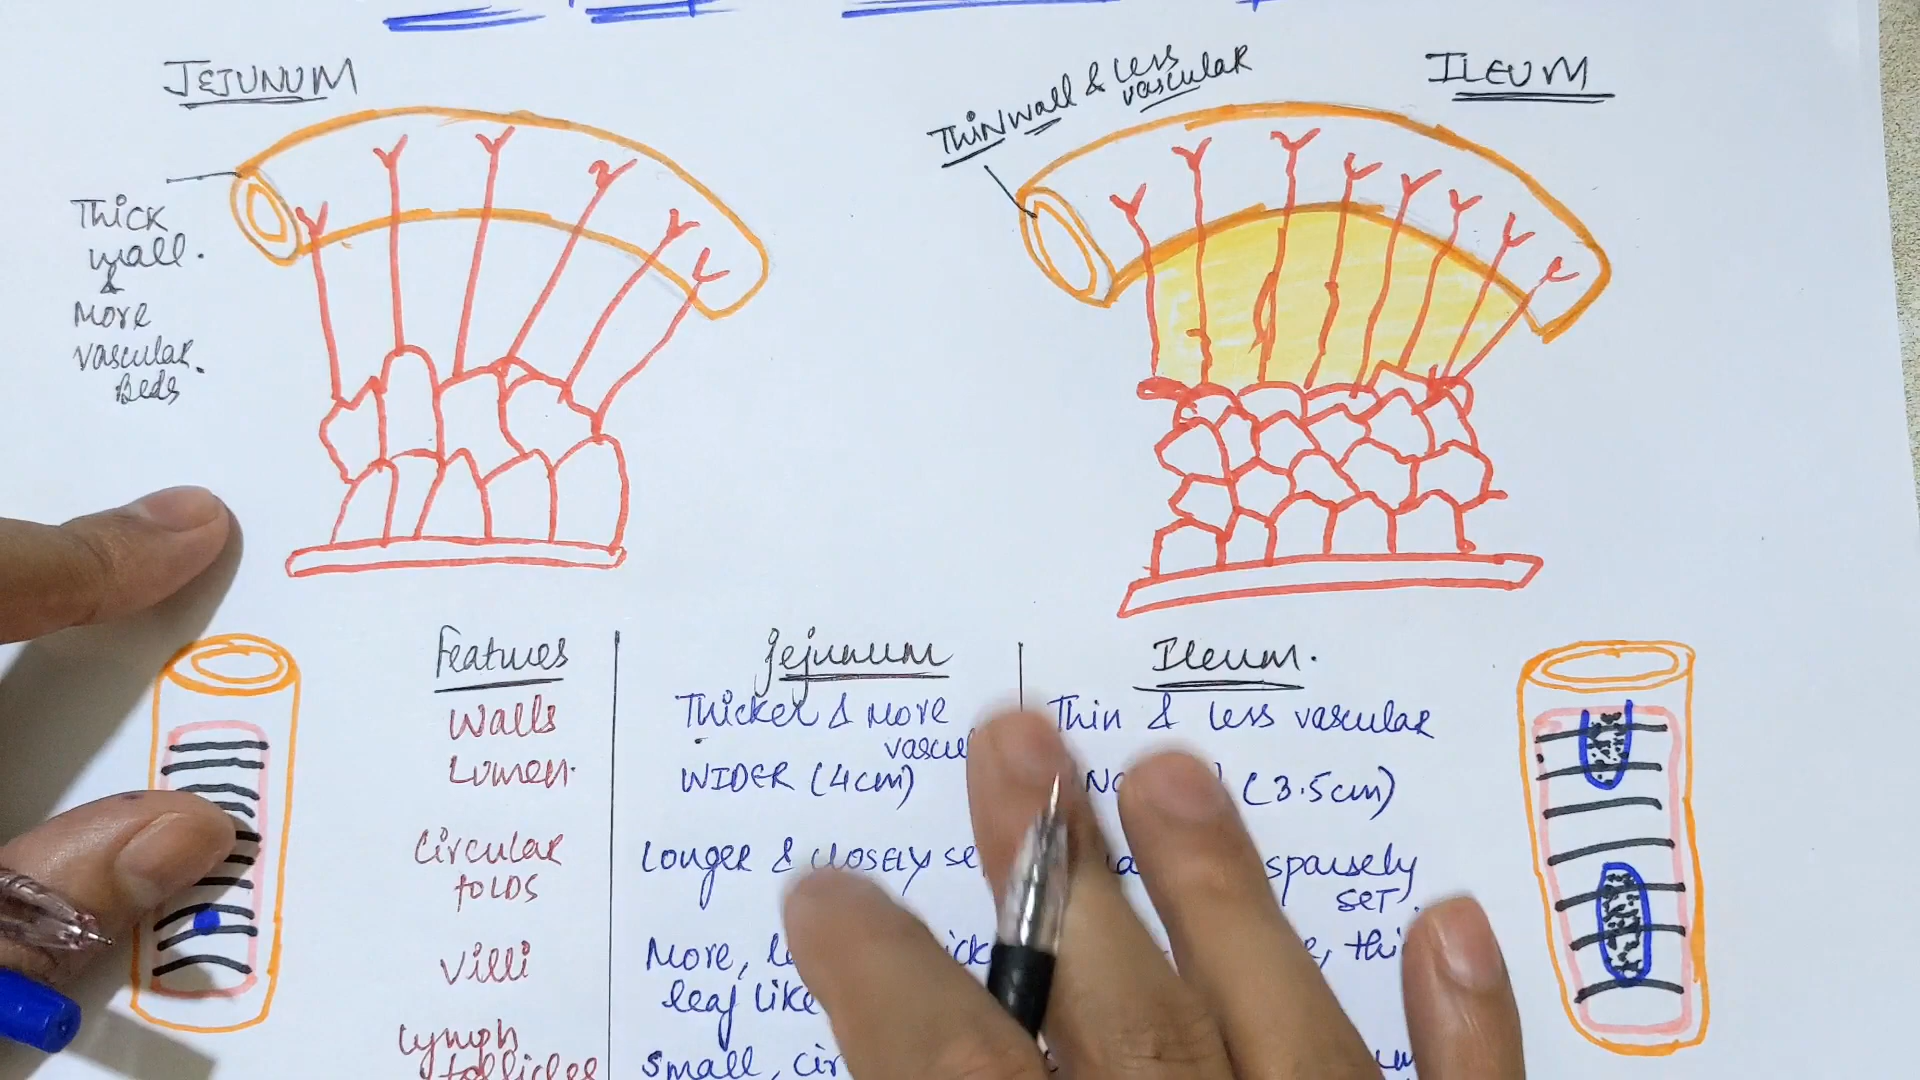 JEJUNUM
Thin wall & Less
vascular
ILEUM
Thick
wall.
&
More
vascular.
Beds
Features
Jejunum
Ileum.
Walls
Thicker & More
Thin & less vascular
Lumen.
WIDER (4cm)
(3.5cm)
Circular
folds
Longer & closely
sparsely
set.
Villi
More,
leaf like
Lymph
follicles
small,